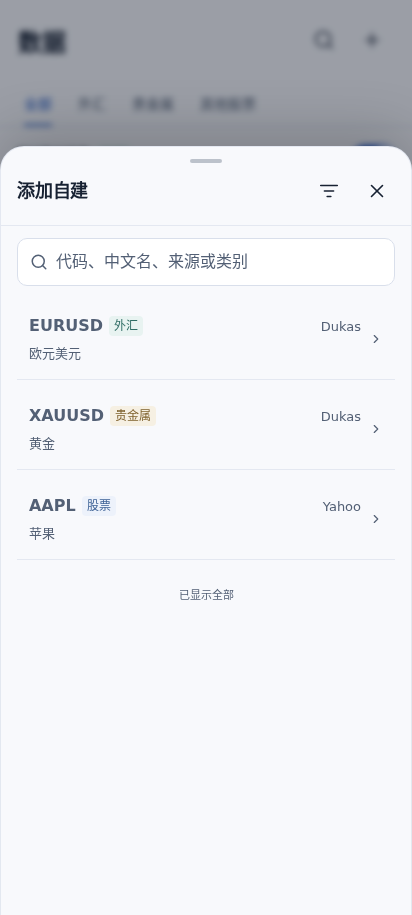 数据
全部 外汇 贵金属 其他股票
添加自建
代码、中文名、来源或类别
EURUSD 外汇 Dukas
欧元美元
XAUUSD 贵金属 Dukas
黄金
AAPL 股票 Yahoo
苹果
已显示全部